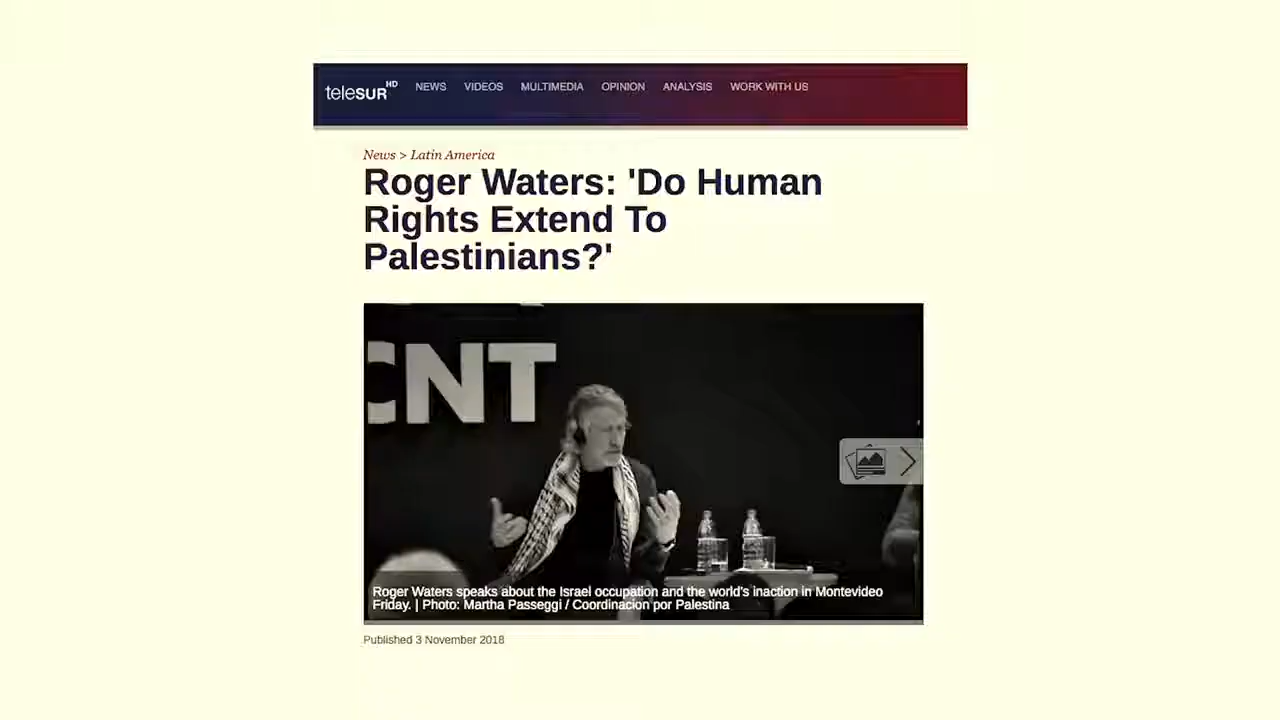 teleSUR HD NEWS VIDEOS MULTIMEDIA OPINION ANALYSIS WORK WITH US
News > Latin America
Roger Waters: 'Do Human
Rights Extend To
Palestinians?'
CNT
Roger Waters speaks about the Israel occupation and the world's inaction in Montevideo
Friday. | Photo: Martha Passeggi / Coordinacion por Palestina
Published 3 November 2018